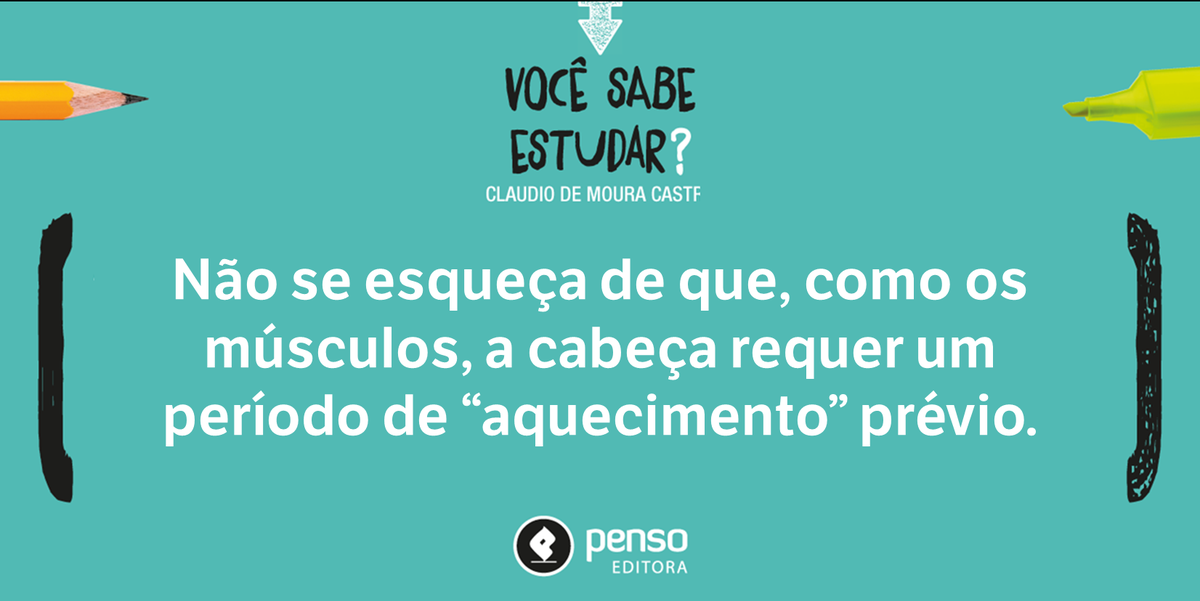 VOCÊ SABE
ESTUDAR?
CLAUDIO DE MOURA CAST
Não se esqueça de que, como os
músculos, a cabeça requer um
período de “aquecimento” prévio.
penso
EDITORA